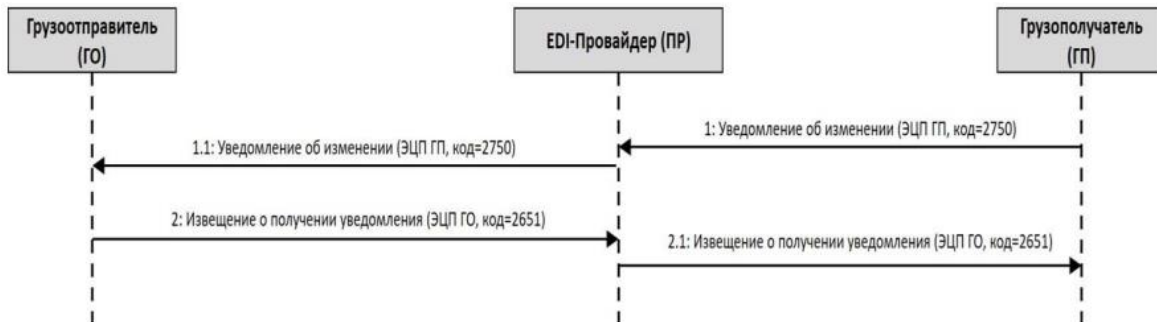 Грузоотправитель
(ГО)
EDI-Провайдер (ПР)
Грузополучатель
(ГП)
1: Уведомление об изменении (ЭЦП ГП, код=2750)
1.1: Уведомление об изменении (ЭЦП ГП, код=2750)
2: Извещение о получении уведомления (ЭЦП ГО, код=2651)
2.1: Извещение о получении уведомления (ЭЦП ГО, код=2651)